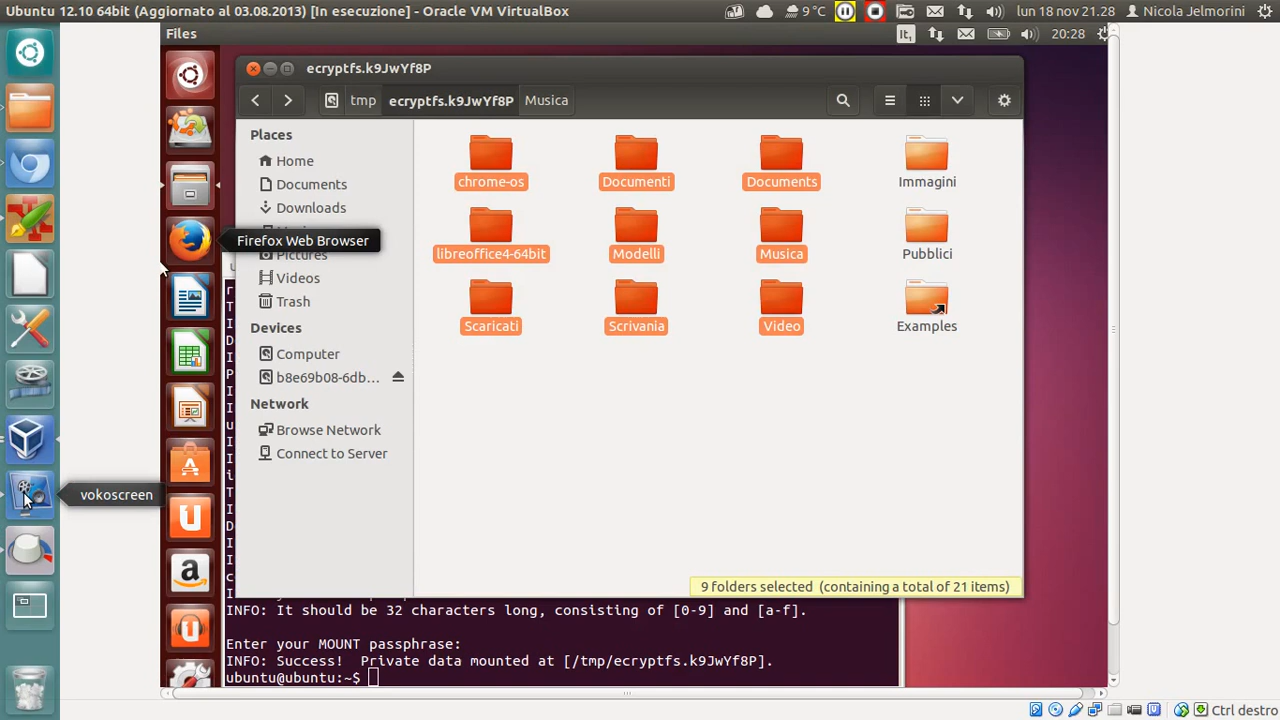 Ubuntu 12.10 64bit (Aggiornato al 03.08.2013) [In esecuzione] - Oracle VM VirtualBox
9 °C
lun 18 nov 21.28
Nicola Jelmorini
Files
It₁
20:28
ecryptfs.k9JwYf8P
tmp
ecryptfs.k9JwYf8P
Musica
Places
Home
Documents
Downloads
Pictures
Videos
Trash
Devices
Computer
b8e69b08-6db...
Network
Browse Network
Connect to Server
chrome-os
Documenti
Documents
Immagini
libreoffice4-64bit
Modelli
Musica
Pubblici
Scaricati
Scrivania
Video
Examples
Firefox Web Browser
vokoscreen
9 folders selected (containing a total of 21 items)
INFO: It should be 32 characters long, consisting of [0-9] and [a-f].
Enter your MOUNT passphrase:
INFO: Success! Private data mounted at [/tmp/ecryptfs.k9JwYf8P].
ubuntu@ubuntu:~$
Ctrl destro